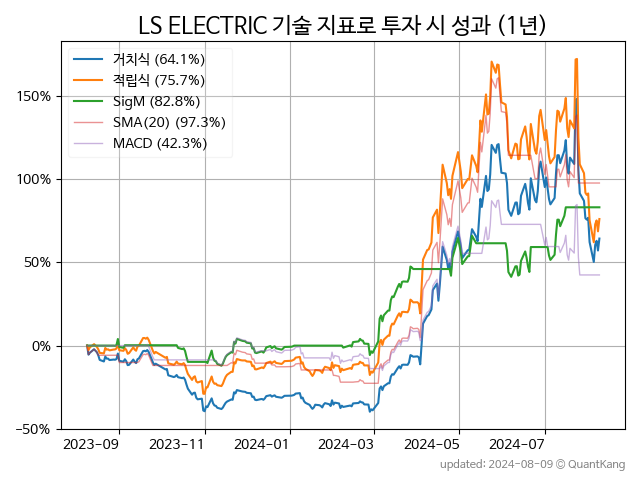 LS ELECTRIC 기술 지표로 투자 시 성과 (1년)
거치식 (64.1%)
적립식 (75.7%)
SigM (82.8%)
SMA(20) (97.3%)
MACD (42.3%)
150%
100%
50%
0%
−50%
2023-09 2023-11 2024-01 2024-03 2024-05 2024-07
updated: 2024-08-09 © QuantKang